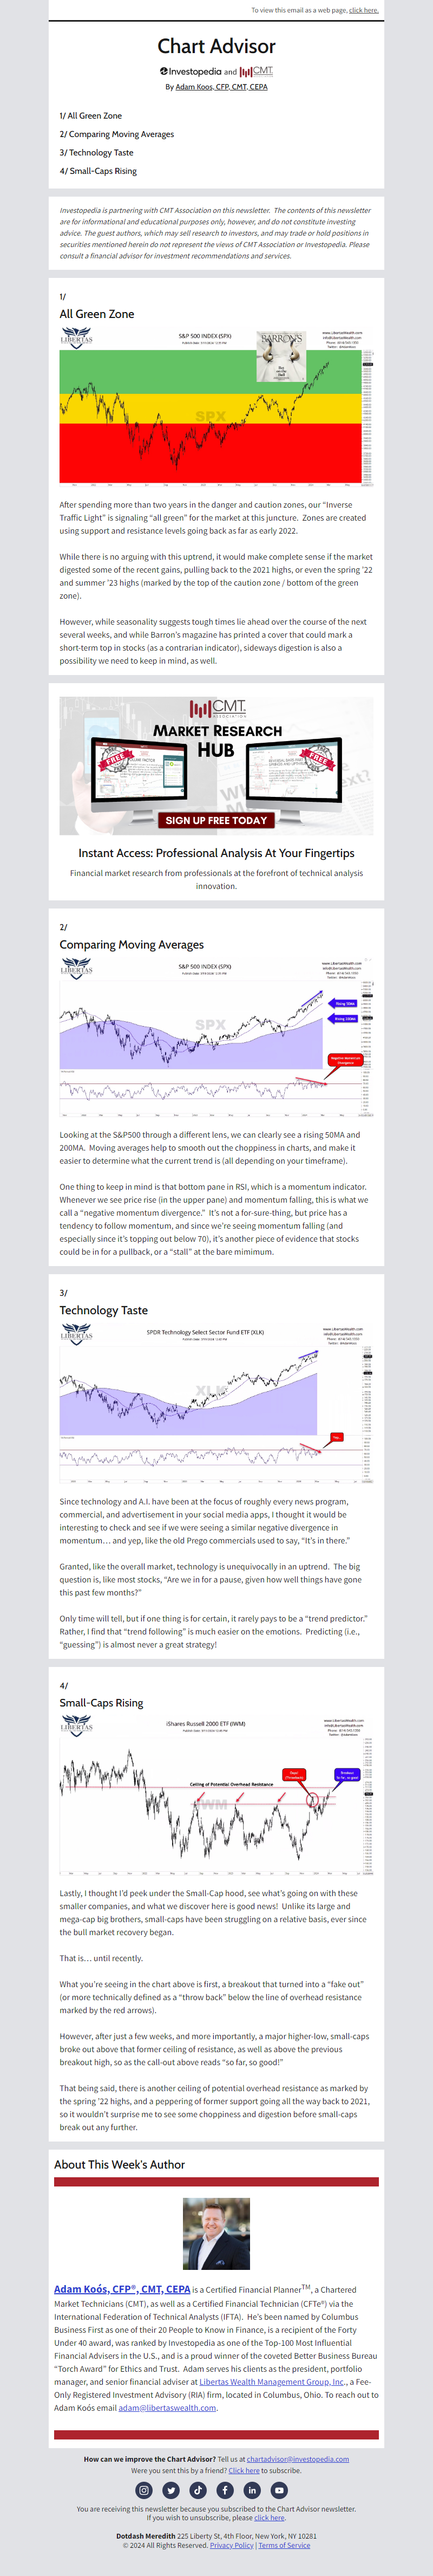 To view this email as a web page, click here.
Chart Advisor
Investopedia and CMT
By Adam Koos, CFP, CMT, CEPA
1/ All Green Zone
2/ Comparing Moving Averages
3/ Technology Taste
4/ Small-Caps Rising
Investopedia is partnering with CMT Association on this newsletter. The contents of this newsletter
are for informational and educational purposes only, however, and do not constitute investing
advice. The guest authors, which may sell research to investors, and may trade or hold positions in
securities mentioned herein do not represent the views of CMT Association or Investopedia. Please
consult a financial advisor for investment recommendations and services.
1/
All Green Zone
LIBERTAS
S&P 500 INDEX (SPX)
BARRON'S
SPX
After spending more than two years in the danger and caution zones, our “Inverse
Traffic Light” is signaling “all green” for the market at this juncture. Zones are created
using support and resistance levels going back as far as early 2022.
While there is no arguing with this uptrend, it would make complete sense if the market
digested some of the recent gains, pulling back to the 2021 highs, or even the spring ’22
and summer ’23 highs (marked by the top of the caution zone / bottom of the green
zone).
However, while seasonality suggests tough times lie ahead over the course of the next
several weeks, and while Barron’s magazine has printed a cover that could mark a
short-term top in stocks (as a contrarian indicator), sideways digestion is also a
possibility we need to keep in mind, as well.
CMT
ASSOCIATION
MARKET RESEARCH
HUB
FREE
FREE
SIGN UP FREE TODAY
Instant Access: Professional Analysis At Your Fingertips
Financial market research from professionals at the forefront of technical analysis
innovation.
2/
Comparing Moving Averages
LIBERTAS
S&P 500 INDEX (SPX)
SPX
Rising 50MA
Rising 200MA
Negative Momentum
Divergence
Looking at the S&P500 through a different lens, we can clearly see a rising 50MA and
200MA. Moving averages help to smooth out the choppiness in charts, and make it
easier to determine what the current trend is (all depending on your timeframe).
One thing to keep in mind is that bottom pane in RSI, which is a momentum indicator.
Whenever we see price rise (in the upper pane) and momentum falling, this is what we
call a “negative momentum divergence.” It’s not a for-sure-thing, but price has a
tendency to follow momentum, and since we’re seeing momentum falling (and
especially since it’s topping out below 70), it’s another piece of evidence that stocks
could be in for a pullback, or a “stall” at the bare mimimum.
3/
Technology Taste
LIBERTAS
SPDR Technology Select Sector Fund ETF (XLK)
XLK
Since technology and A.I. have been at the focus of roughly every news program,
commercial, and advertisement in your social media apps, I thought it would be
interesting to check and see if we were seeing a similar negative divergence in
momentum… and yep, like the old Prego commercials used to say, “It’s in there.”
Granted, like the overall market, technology is unequivocally in an uptrend. The big
question is, like most stocks, “Are we in for a pause, given how well things have gone
this past few months?”
Only time will tell, but if one thing is for certain, it rarely pays to be a “trend predictor.”
Rather, I find that “trend following” is much easier on the emotions. Predicting (i.e.,
“guessing”) is almost never a great strategy!
4/
Small-Caps Rising
LIBERTAS
iShares Russell 2000 ETF (IWM)
Ceiling of Potential Overhead Resistance
IWM
Lastly, I thought I’d peek under the Small-Cap hood, see what’s going on with these
smaller companies, and what we discover here is good news! Unlike its large and
mega-cap big brothers, small-caps have been struggling on a relative basis, ever since
the bull market recovery began.
That is… until recently.
What you’re seeing in the chart above is first, a breakout that turned into a “fake out”
(or more technically defined as a “throw back” below the line of overhead resistance
marked by the red arrows).
However, after just a few weeks, and more importantly, a major higher-low, small-caps
broke out above that former ceiling of resistance, as well as above the previous
breakout high, so as the call-out above reads “so far, so good!”
That being said, there is another ceiling of potential overhead resistance as marked by
the spring ’22 highs, and a peppering of former support going all the way back to 2021,
so it wouldn’t surprise me to see some choppiness and digestion before small-caps
break out any further.
About This Week's Author
Adam Koós, CFP®, CMT, CEPA is a Certified Financial Planner™, a Chartered
Market Technicians (CMT), as well as a Certified Financial Technician (CFTe®) via the
International Federation of Technical Analysts (IFTA). He’s been named by Columbus
Business First as one of their 20 People to Know in Finance, is a recipient of the Forty
Under 40 award, was ranked by Investopedia as one of the Top-100 Most Influential
Financial Advisers in the U.S., and is a proud winner of the coveted Better Business Bureau
“Torch Award” for Ethics and Trust. Adam serves his clients as the president, portfolio
manager, and senior financial adviser at Libertas Wealth Management Group, Inc., a Fee-
Only Registered Investment Advisory (RIA) firm, located in Columbus, Ohio. To reach out to
Adam Koós email adam@libertaswealth.com.
How can we improve the Chart Advisor? Tell us at chartadvisor@investopedia.com
Were you sent this by a friend? Click here to subscribe.
You are receiving this newsletter because you subscribed to the Chart Advisor newsletter.
If you wish to unsubscribe, please click here.
Dotdash Meredith 225 Liberty St, 4th Floor, New York, NY 10281
© 2024 All Rights Reserved. Privacy Policy | Terms of Service